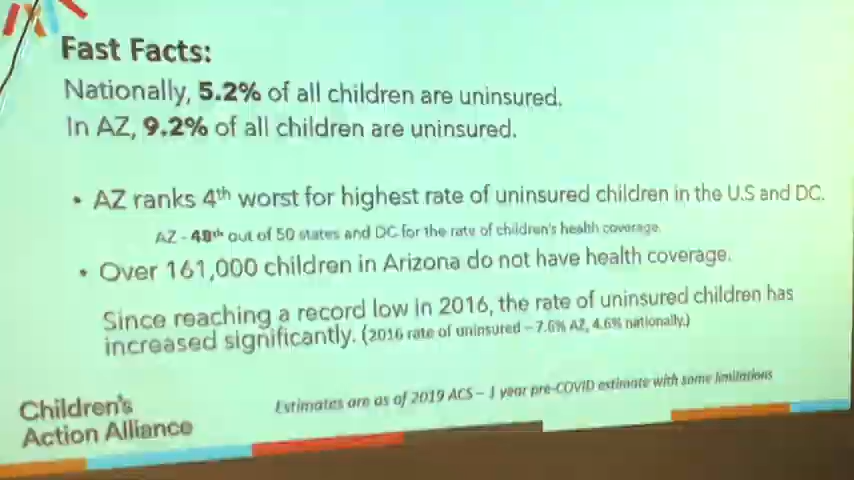 Fast Facts:
Nationally, 5.2% of all children are uninsured.
In AZ, 9.2% of all children are uninsured.
• AZ ranks 4th worst for highest rate of uninsured children in the U.S and DC.
AZ - 48th out of 50 states and DC for the rate of children's health coverage.
• Over 161,000 children in Arizona do not have health coverage.
Since reaching a record low in 2016, the rate of uninsured children has
increased significantly. (2016 rate of uninsured – 7.6% AZ, 4.6% nationally.)
Estimates are as of 2019 ACS – 1 year pre-COVID estimate with some limitations
Children's
Action Alliance